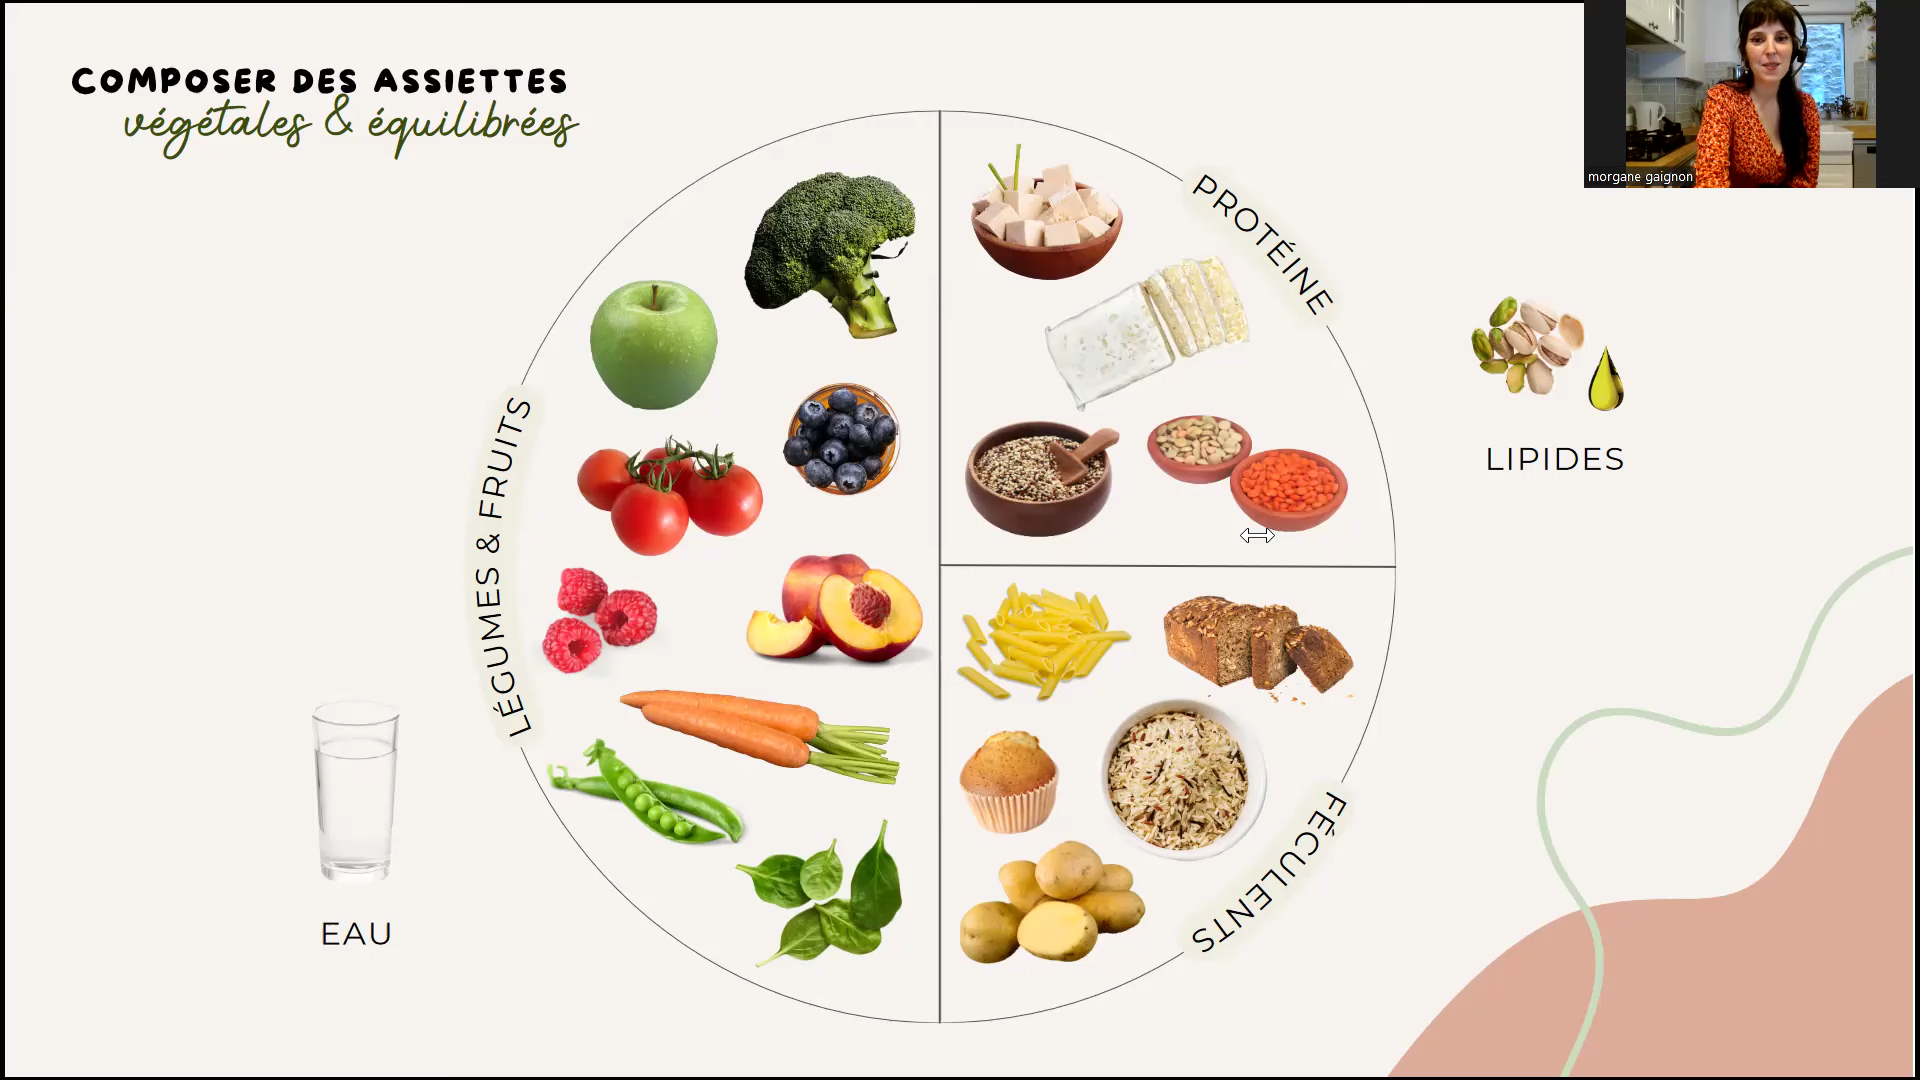 COMPOSER DES ASSIETTES
végétales & équilibrées
morgane gaignon
PROTÉINE
LÉGUMES & FRUITS
LIPIDES
FÉCULENTS
EAU